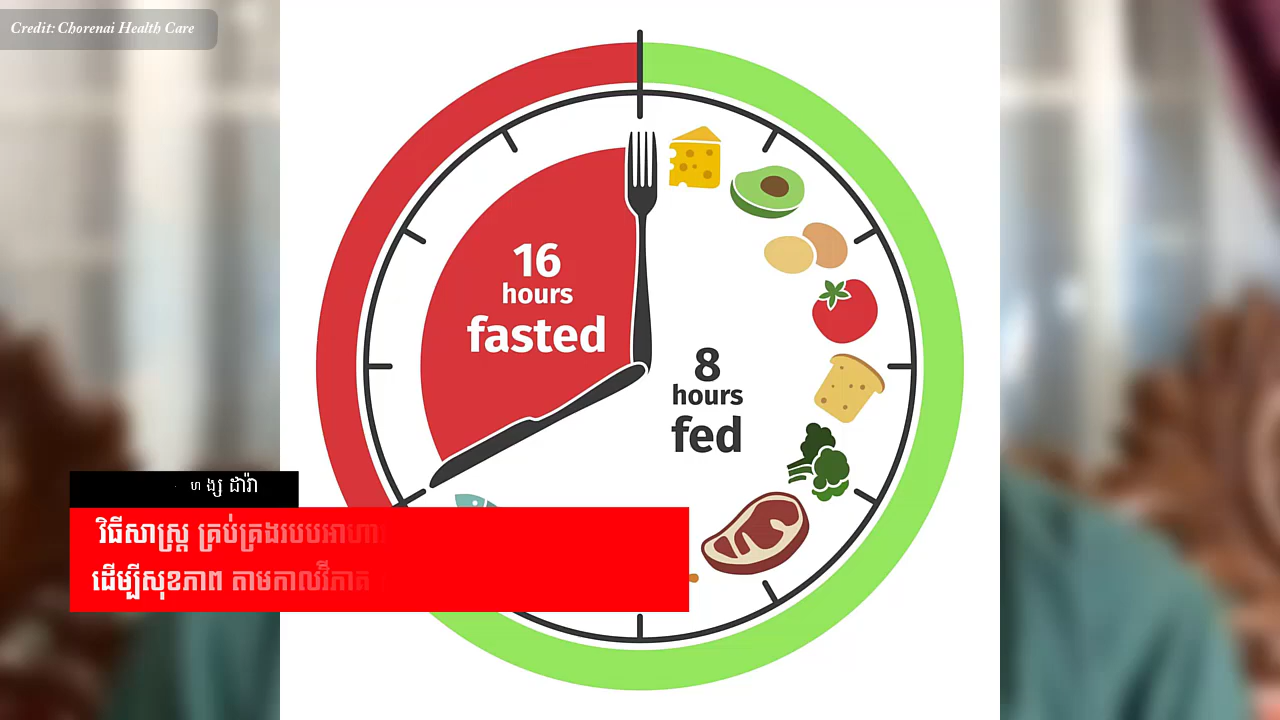 Credit: Chorenai Health Care
16
hours
fasted
8
hours
fed
ហង្ស ដារ៉ា
វិធីសាស្ត្រ គ្រប់គ្រងរបបអាហារ
ដើម្បីសុខភាព តាមកាលវិភាគ